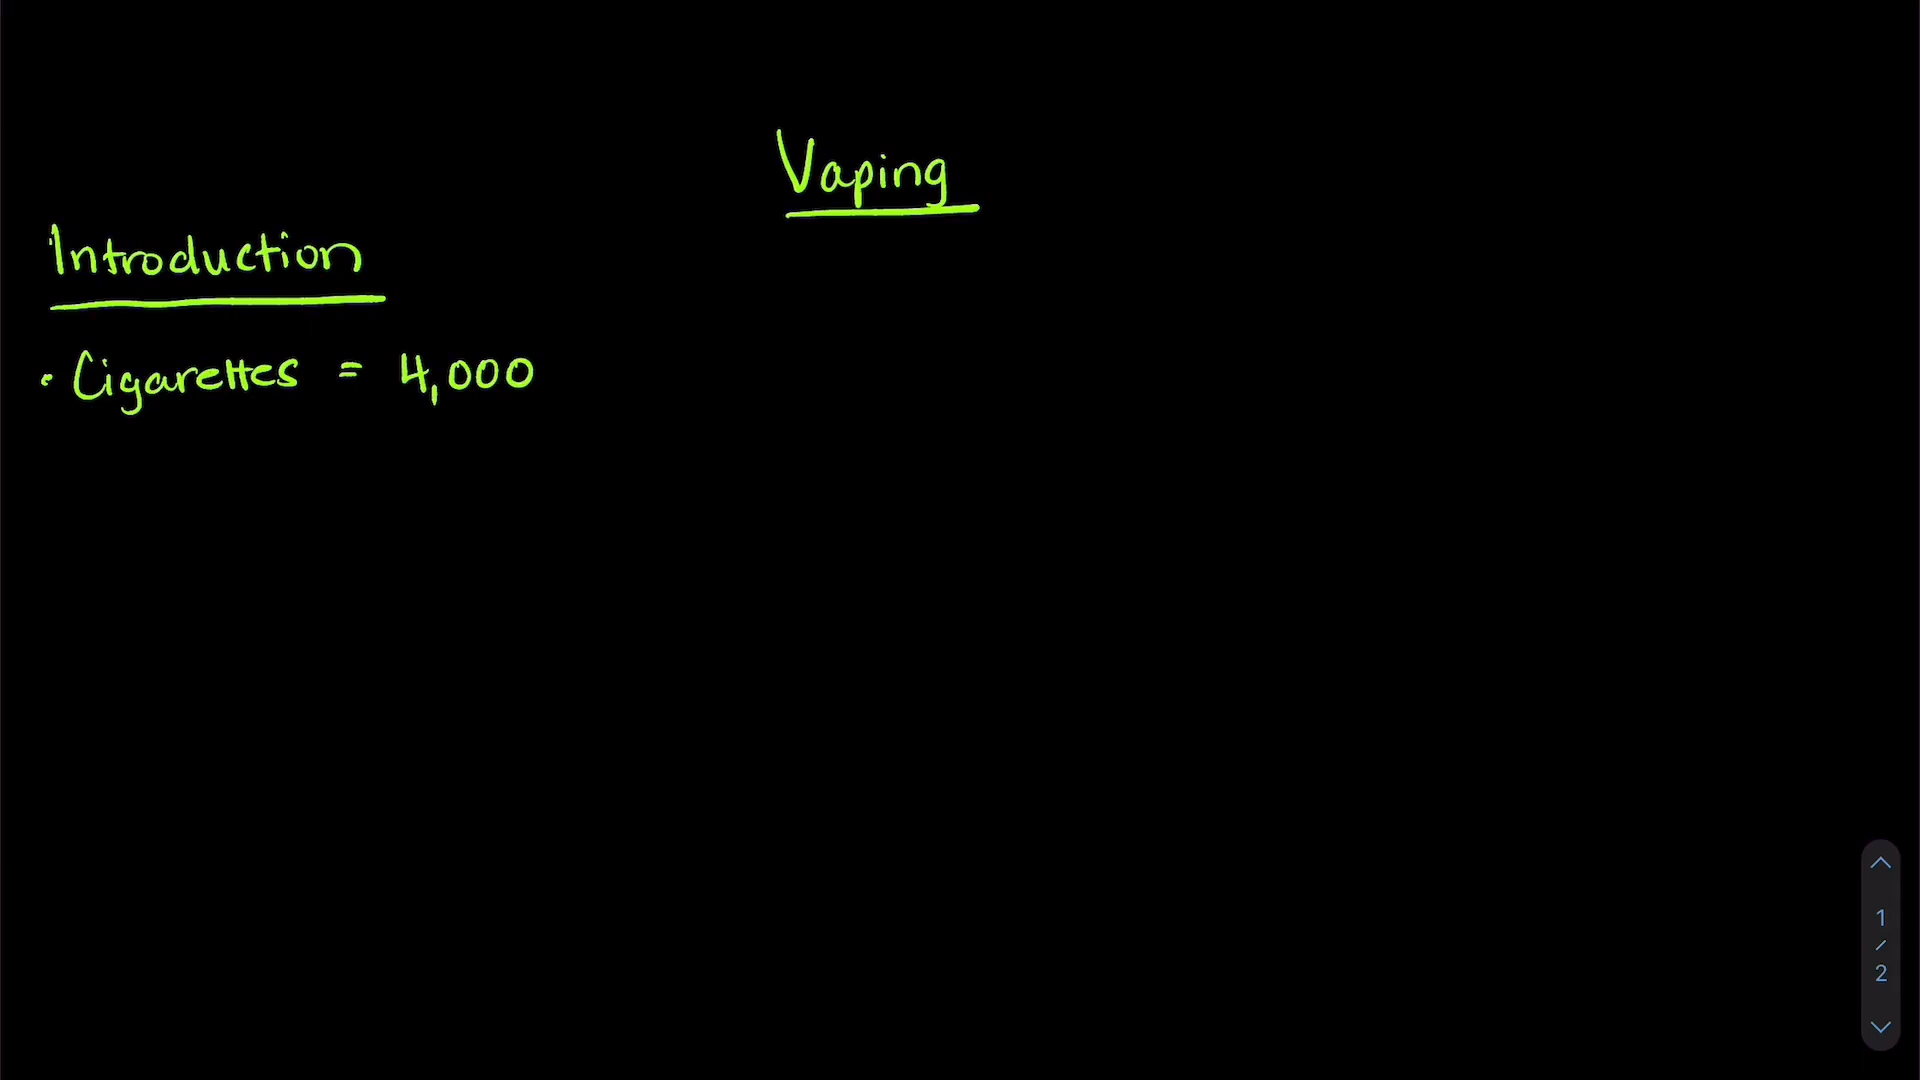 Vaping
Introduction
• Cigarettes = 4,000
1
/
2